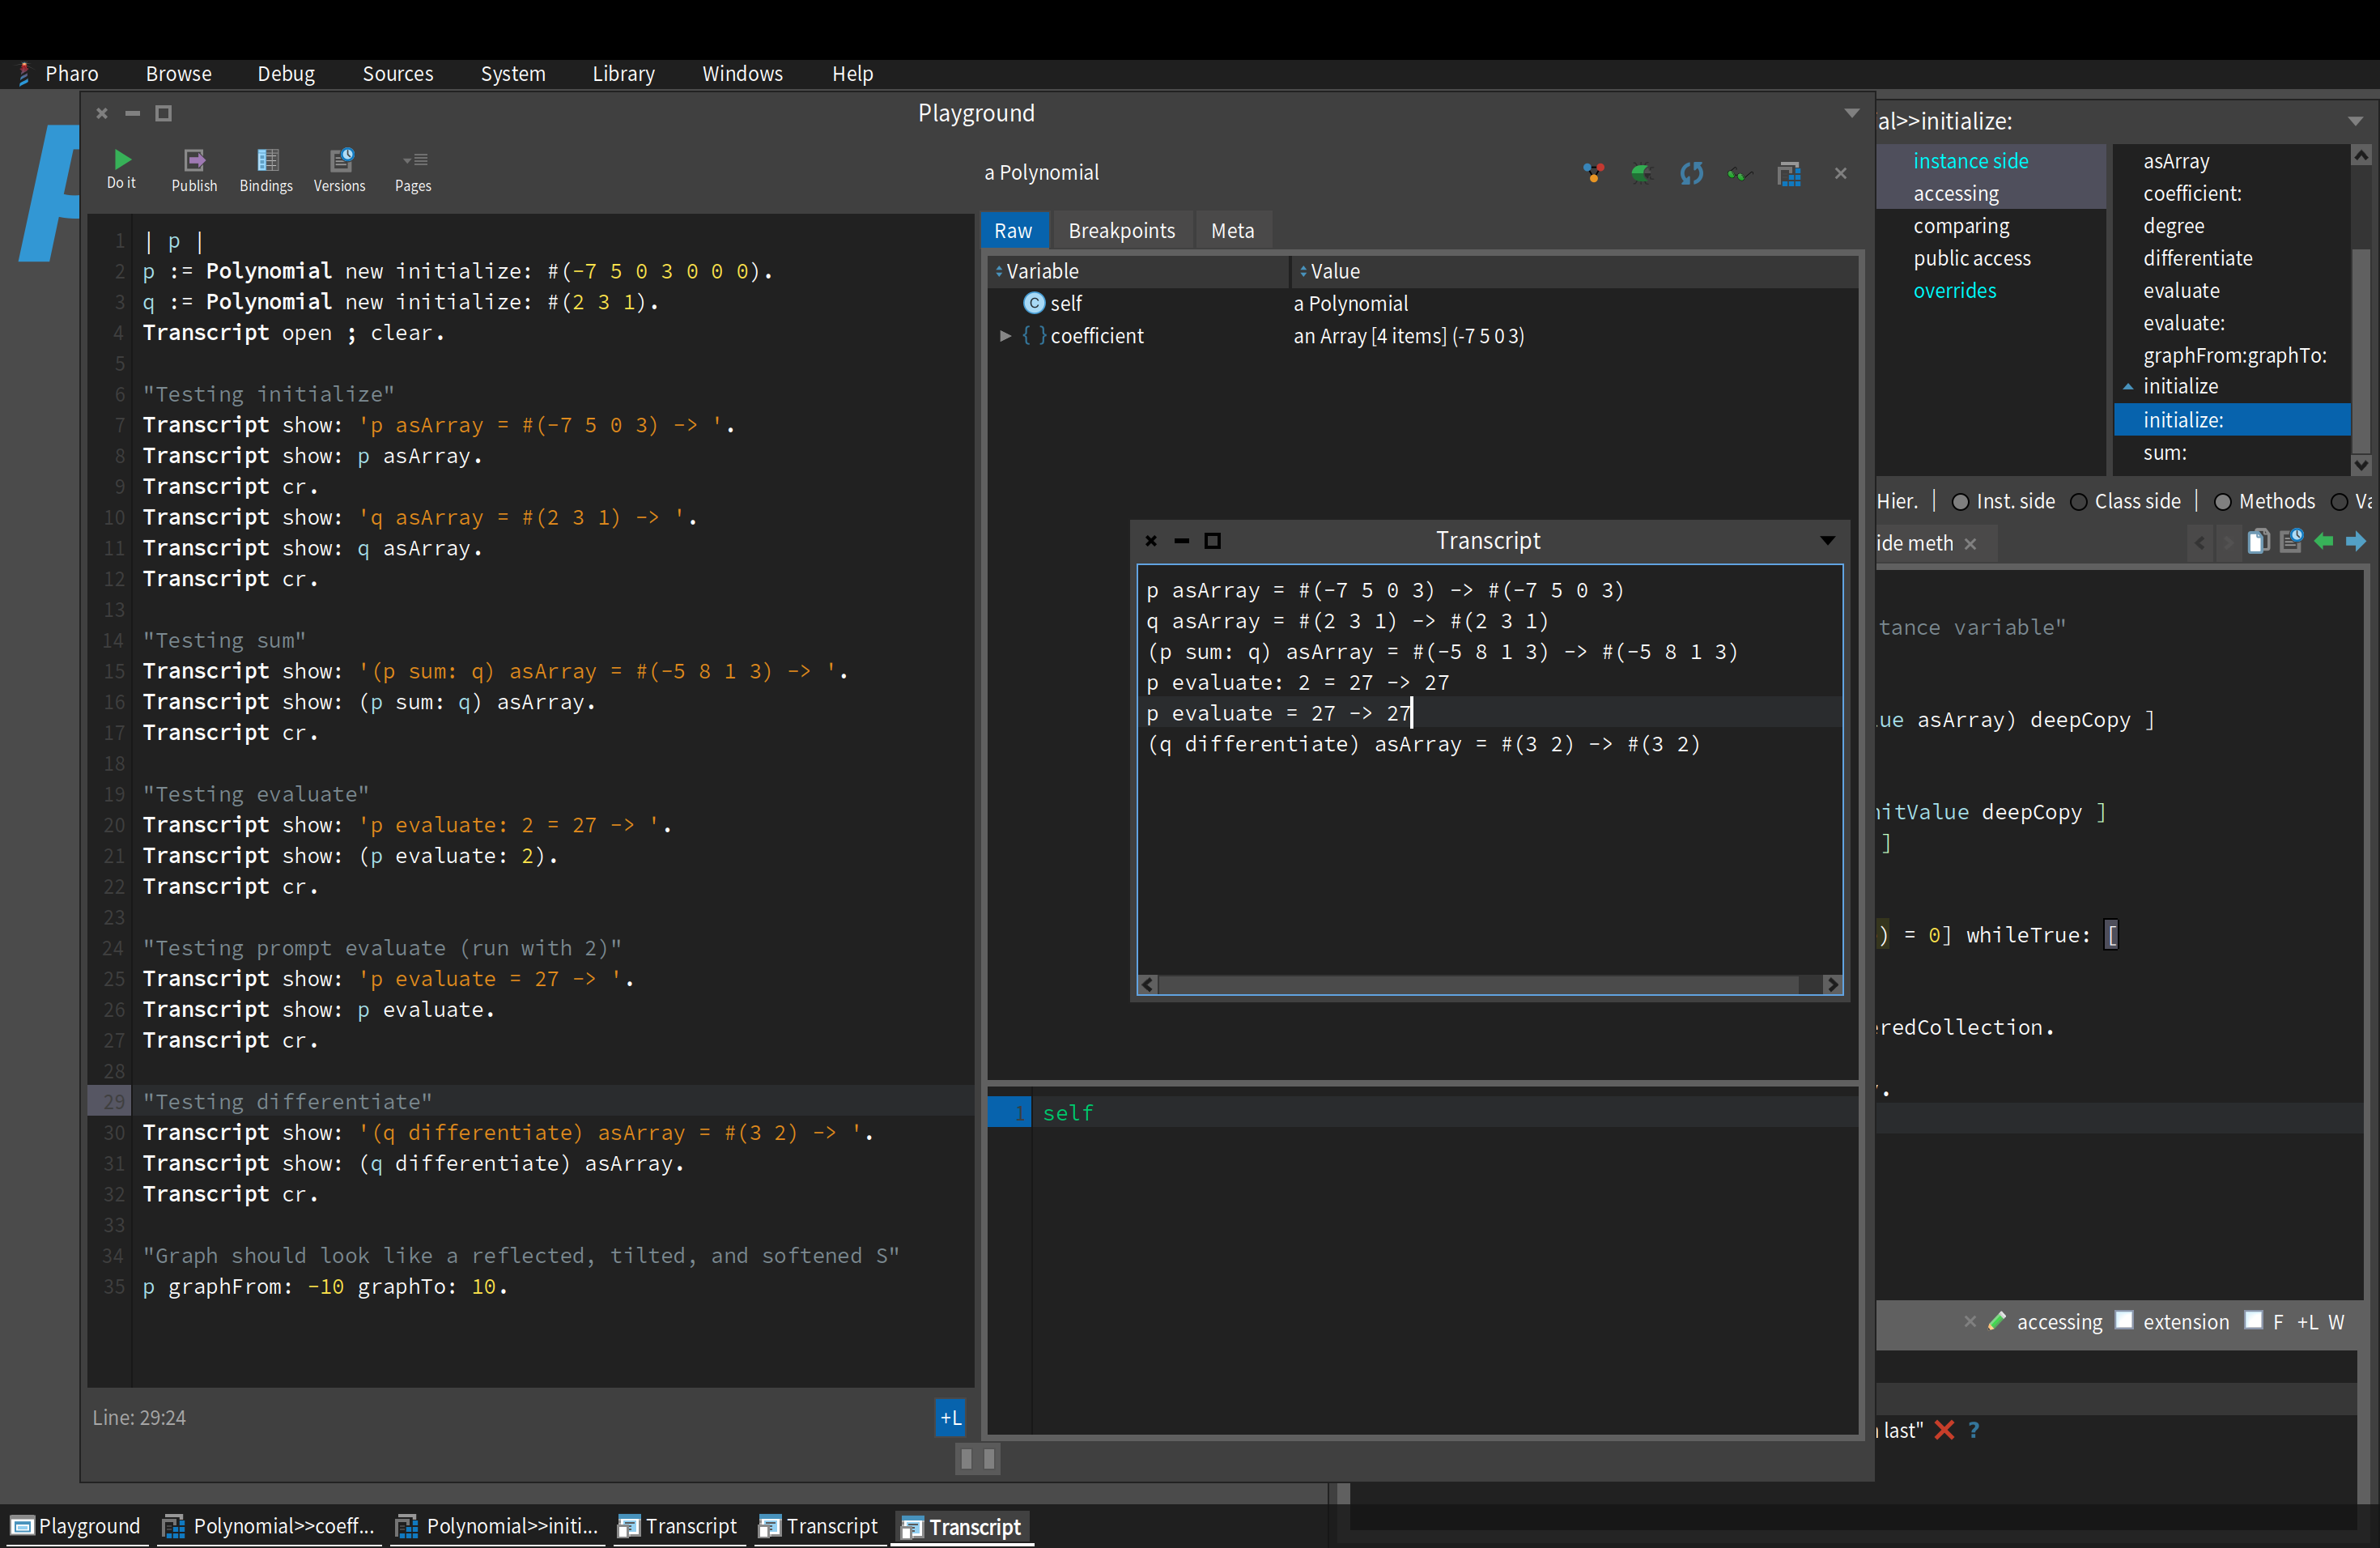 Pharo Browse Debug Sources System Library Windows Help
Playground
Do it Publish Bindings Versions Pages
1 | p |
2 p := Polynomial new initialize: #(-7 5 0 3 0 0 0).
3 q := Polynomial new initialize: #(2 3 1).
4 Transcript open ; clear.
5
6 "Testing initialize"
7 Transcript show: 'p asArray = #(-7 5 0 3) -> '.
8 Transcript show: p asArray.
9 Transcript cr.
10 Transcript show: 'q asArray = #(2 3 1) -> '.
11 Transcript show: q asArray.
12 Transcript cr.
13
14 "Testing sum"
15 Transcript show: '(p sum: q) asArray = #(-5 8 1 3) -> '.
16 Transcript show: (p sum: q) asArray.
17 Transcript cr.
18
19 "Testing evaluate"
20 Transcript show: 'p evaluate: 2 = 27 -> '.
21 Transcript show: (p evaluate: 2).
22 Transcript cr.
23
24 "Testing prompt evaluate (run with 2)"
25 Transcript show: 'p evaluate = 27 -> '.
26 Transcript show: p evaluate.
27 Transcript cr.
28
29 "Testing differentiate"
30 Transcript show: '(q differentiate) asArray = #(3 2) -> '.
31 Transcript show: (q differentiate) asArray.
32 Transcript cr.
33
34 "Graph should look like a reflected, tilted, and softened S"
35 p graphFrom: -10 graphTo: 10.
Line: 29:24
+L
a Polynomial
Raw Breakpoints Meta
Variable Value
self a Polynomial
{ } coefficient an Array [4 items] (-7 5 0 3)
Transcript
p asArray = #(-7 5 0 3) -> #(-7 5 0 3)
q asArray = #(2 3 1) -> #(2 3 1)
(p sum: q) asArray = #(-5 8 1 3) -> #(-5 8 1 3)
p evaluate: 2 = 27 -> 27
p evaluate = 27 -> 27
(q differentiate) asArray = #(3 2) -> #(3 2)
1 self
al>>initialize:
instance side
accessing
comparing
public access
overrides
asArray
coefficient:
degree
differentiate
evaluate
evaluate:
graphFrom:graphTo:
initialize
initialize:
sum:
Hier. | Inst. side Class side | Methods Va
ide meth
tance variable"
ue asArray) deepCopy ]
nitValue deepCopy ]
]
) = 0] whileTrue: [
redCollection.
.
accessing extension F +L W
last" ?
Playground Polynomial>>coeff... Polynomial>>initi... Transcript Transcript Transcript